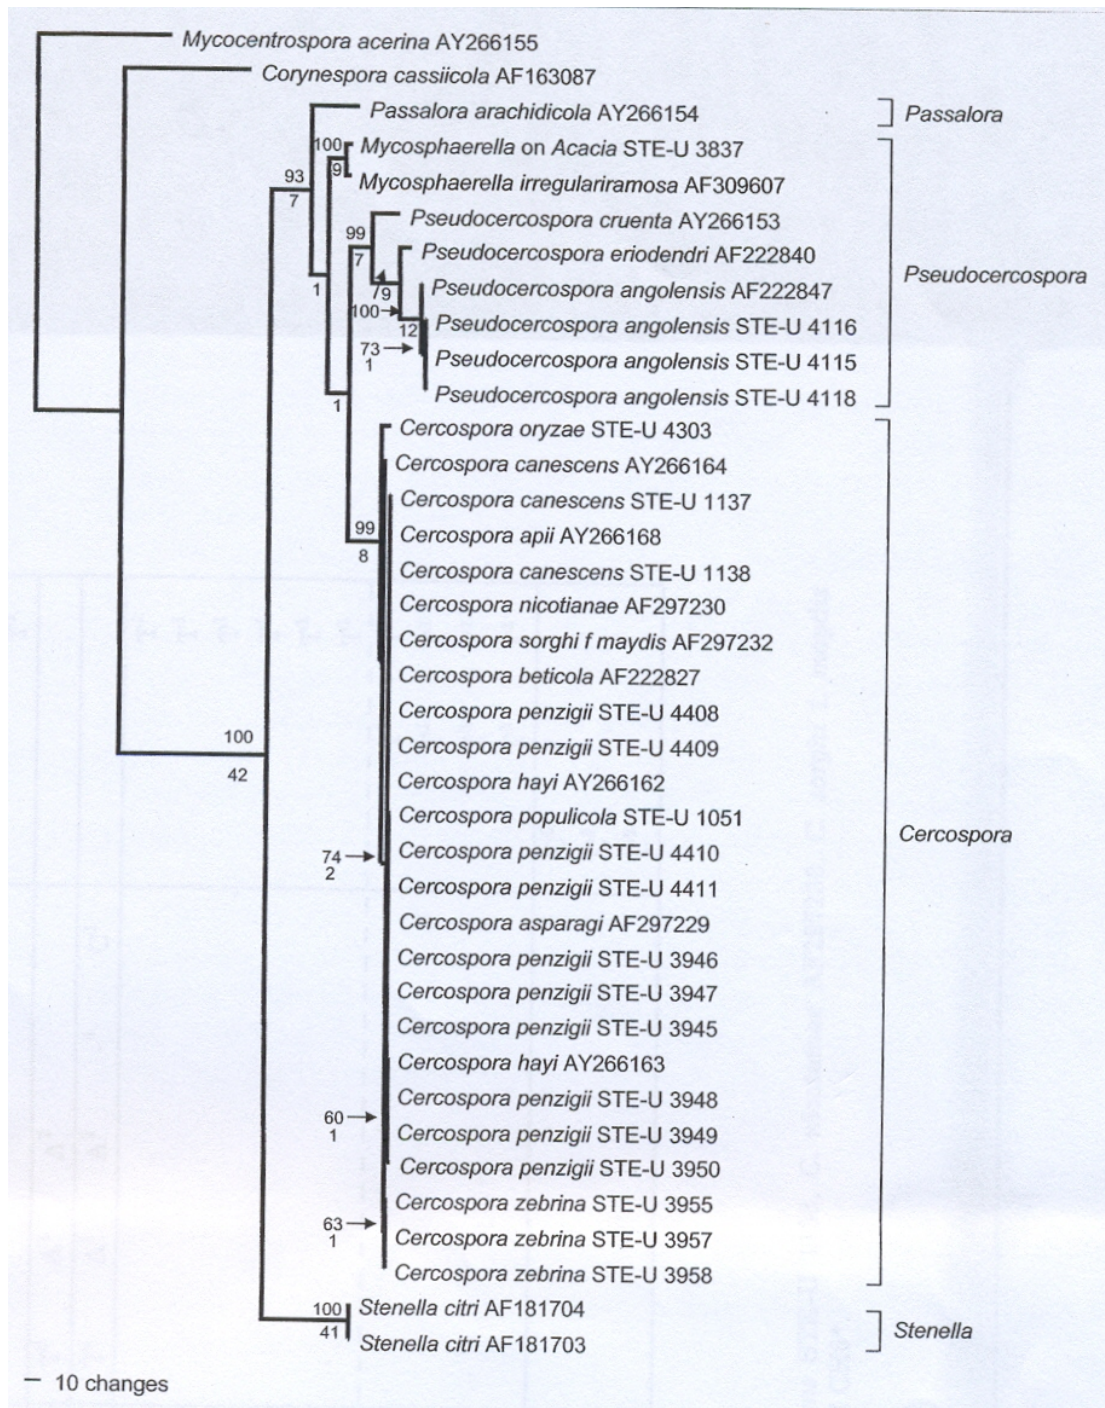 Mycocentrospora acerina AY266155
Corynespora cassiicola AF163087
Passalora arachidicola AY266154
Passalora
100
Mycosphaerella on Acacia STE-U 3837
9
93
Mycosphaerella irregulariramosa AF309607
7
Pseudocercospora cruenta AY266153
99
7
Pseudocercospora eriodendri AF222840
Pseudocercospora
1
79
Pseudocercospora angolensis AF222847
100
12
Pseudocercospora angolensis STE-U 4116
73
1
Pseudocercospora angolensis STE-U 4115
Pseudocercospora angolensis STE-U 4118
1
Cercospora oryzae STE-U 4303
Cercospora canescens AY266164
Cercospora canescens STE-U 1137
99
8
Cercospora apii AY266168
Cercospora canescens STE-U 1138
Cercospora nicotianae AF297230
Cercospora sorghi f maydis AF297232
Cercospora beticola AF222827
Cercospora penzigii STE-U 4408
100
42
Cercospora penzigii STE-U 4409
Cercospora hayi AY266162
Cercospora populicola STE-U 1051
Cercospora
74
2
Cercospora penzigii STE-U 4410
Cercospora penzigii STE-U 4411
Cercospora asparagi AF297229
Cercospora penzigii STE-U 3946
Cercospora penzigii STE-U 3947
Cercospora penzigii STE-U 3945
Cercospora hayi AY266163
Cercospora penzigii STE-U 3948
60
1
Cercospora penzigii STE-U 3949
Cercospora penzigii STE-U 3950
Cercospora zebrina STE-U 3955
63
1
Cercospora zebrina STE-U 3957
Cercospora zebrina STE-U 3958
100
41
Stenella citri AF181704
Stenella
Stenella citri AF181703
10 changes